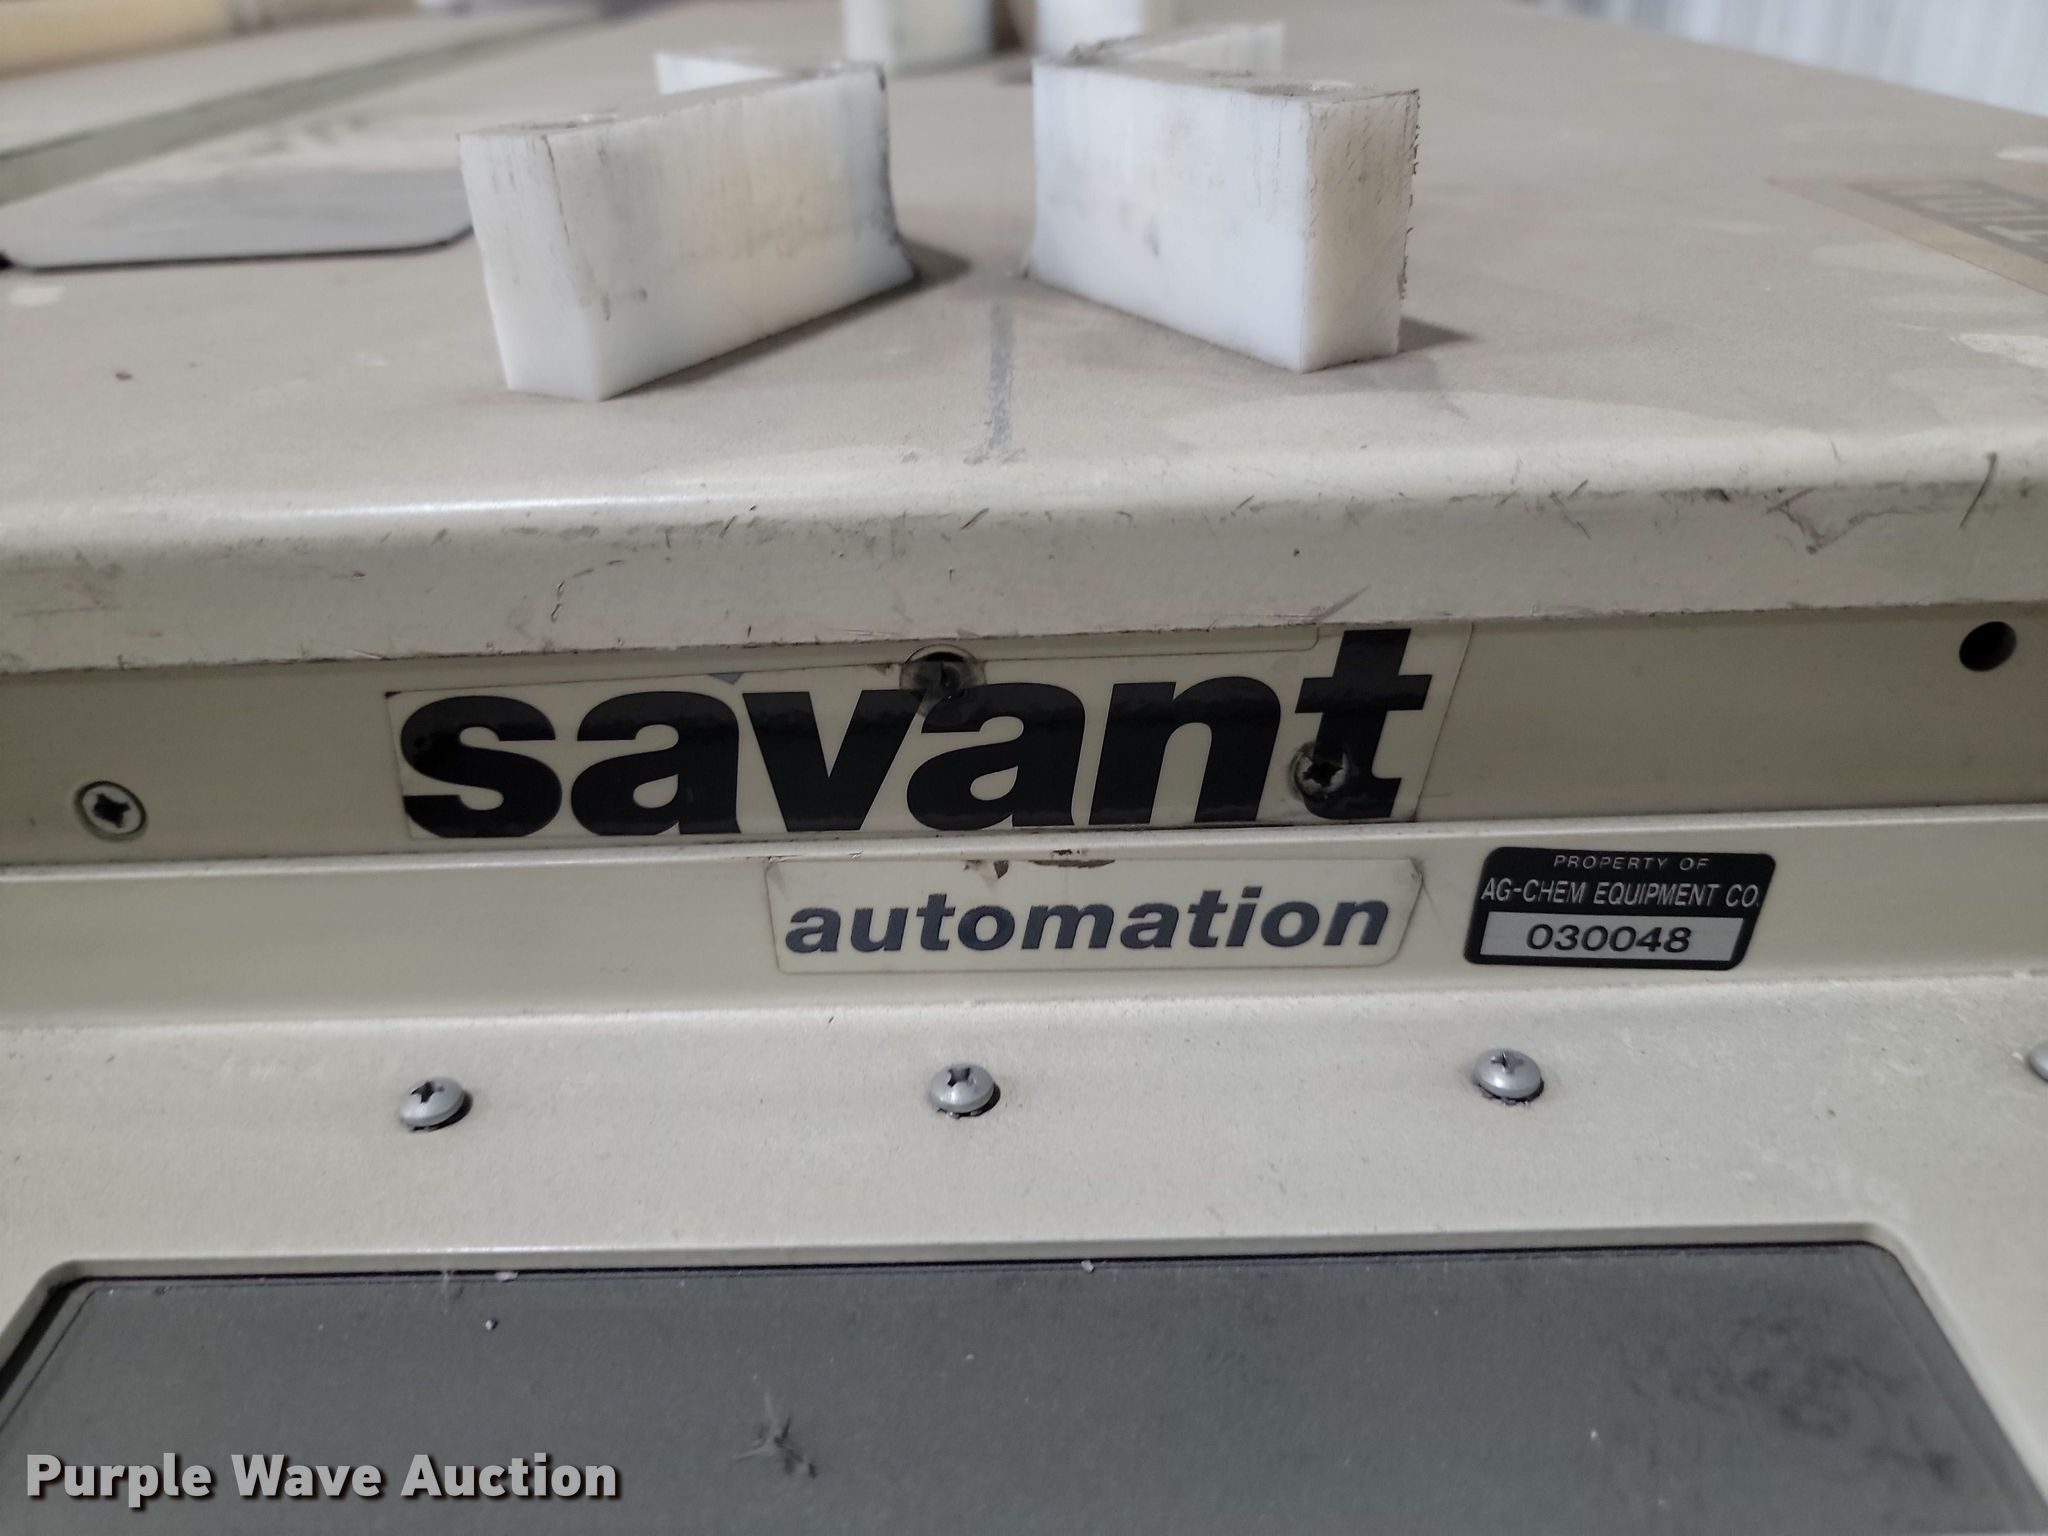 savant
automation
PROPERTY OF
AG-CHEM EQUIPMENT CO.
030048
Purple Wave Auction